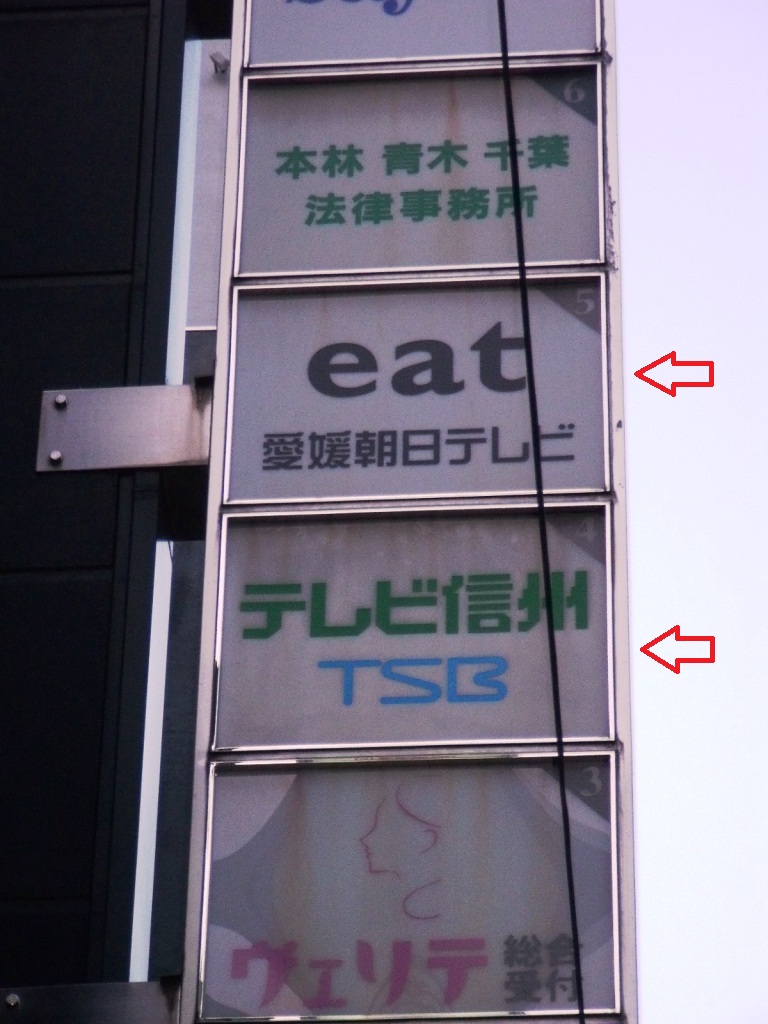 6
本林 青木 千葉
法律事務所
5
eat
愛媛朝日テレビ
4
テレビ信州
TSB
3
ヴェリテ 総合
受付